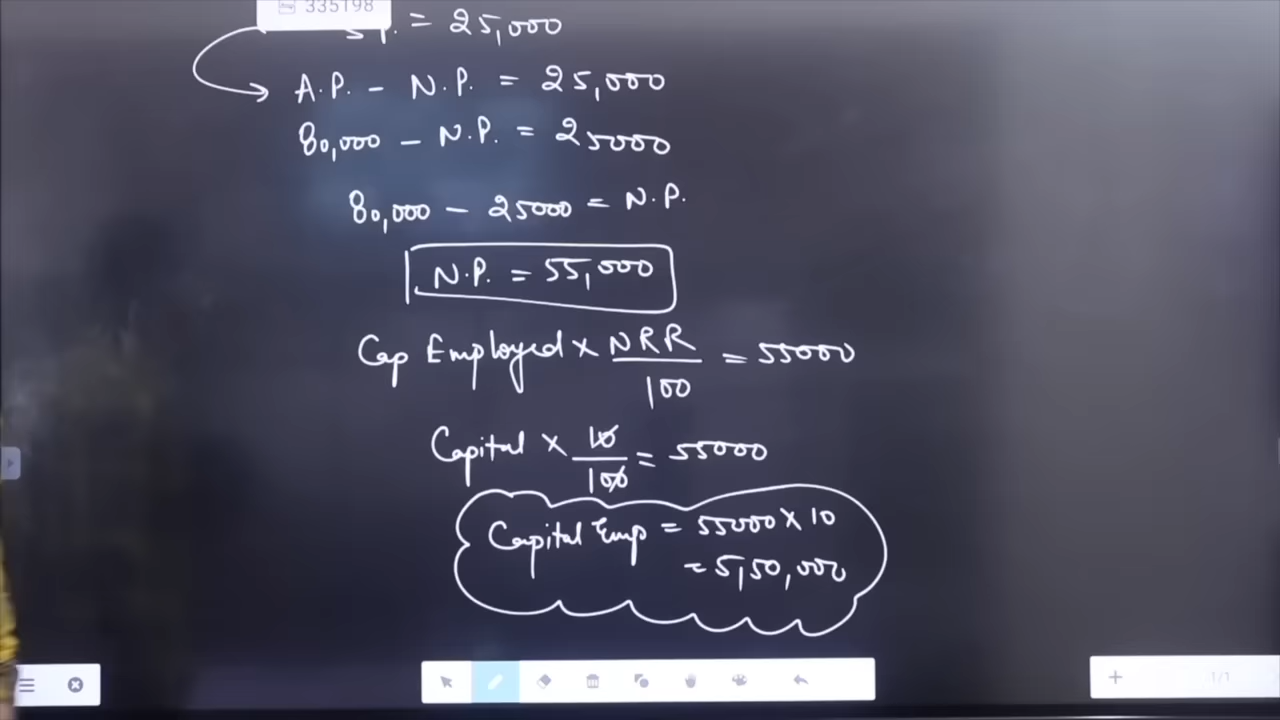 335198
S.P. = 25,000
A.P. - N.P. = 25,000
80,000 - N.P. = 25000
80,000 - 25000 = N.P.
N.P. = 55,000
Cap Employed × NRR/100 = 55000
Capital × 10/100 = 55000
Capital Emp = 55000 × 10
= 5,50,000
1/1